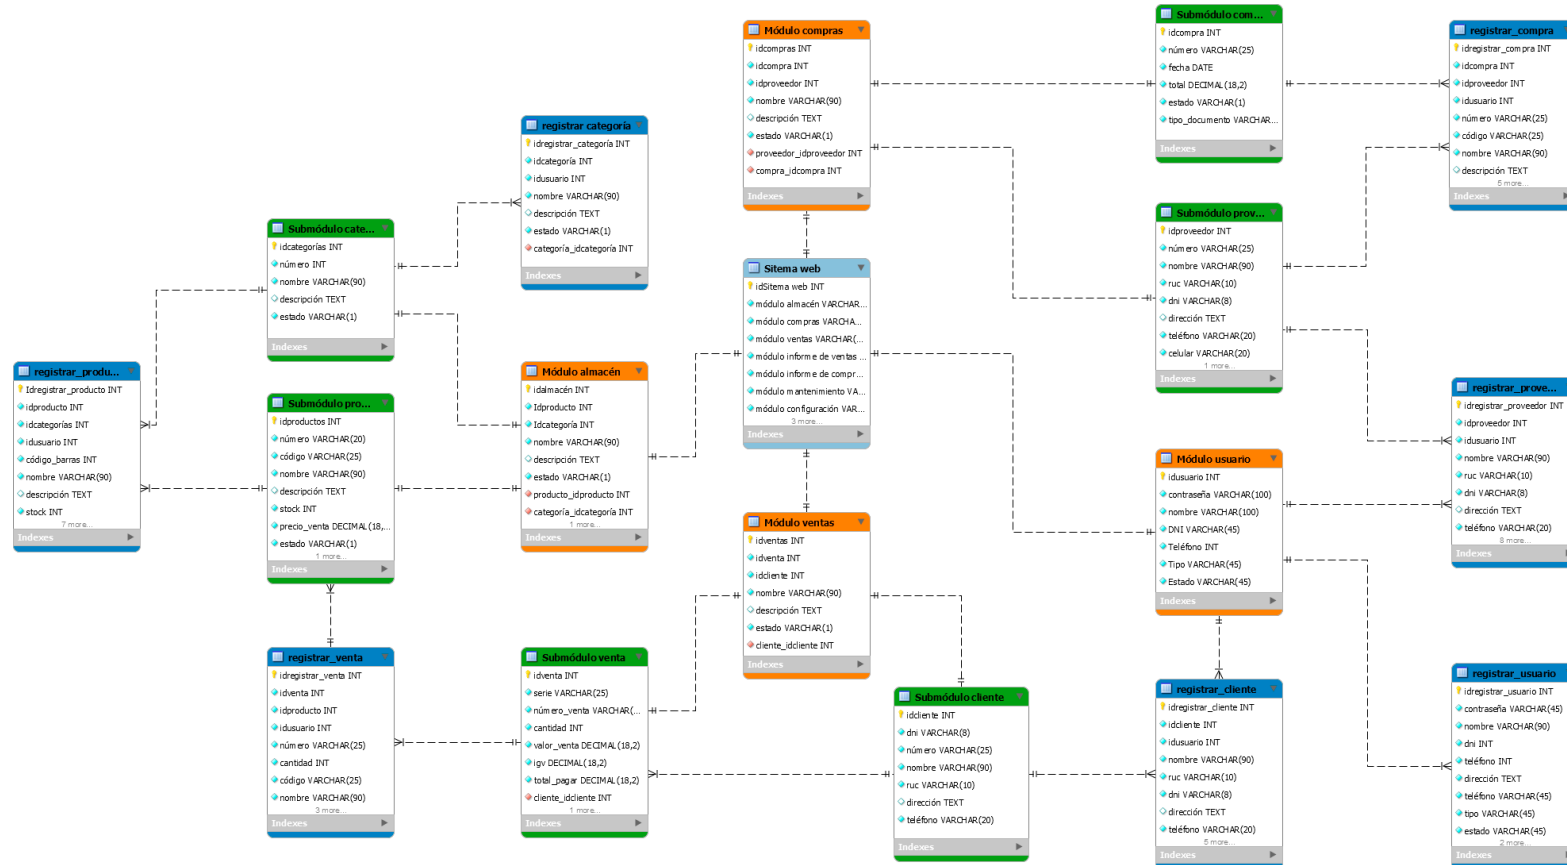 Módulo compras
idcompras INT
idcompra INT
idproveedor INT
nombre VARCHAR(90)
descripción TEXT
estado VARCHAR(1)
proveedor_idproveedor INT
compra_idcompra INT
Indexes
Submódulo com...
idcompra INT
número VARCHAR(25)
fecha DATE
total DECIMAL(18,2)
estado VARCHAR(1)
tipo_documento VARCHAR...
Indexes
registrar_compra
idregistrar_compra INT
idcompra INT
idproveedor INT
idusuario INT
número VARCHAR(25)
código VARCHAR(25)
nombre VARCHAR(90)
descripción TEXT
5 more...
Indexes
registrar categoría
idregistrar_categoría INT
idcategoría INT
idusuario INT
nombre VARCHAR(90)
descripción TEXT
estado VARCHAR(1)
categoría_idcategoría INT
Indexes
Submódulo cate...
idcategorías INT
número INT
nombre VARCHAR(90)
descripción TEXT
estado VARCHAR(1)
Indexes
Sitema web
idSitema web INT
módulo almacén VARCHAR...
módulo compras VARCHA...
módulo ventas VARCHAR(...
módulo informe de ventas ...
módulo informe de compr...
módulo mantenimiento VA...
módulo configuración VAR...
3 more...
Indexes
Submódulo prov...
idproveedor INT
número VARCHAR(25)
nombre VARCHAR(90)
ruc VARCHAR(10)
dni VARCHAR(8)
dirección TEXT
teléfono VARCHAR(20)
celular VARCHAR(20)
1 more...
Indexes
registrar_produ...
Idregistrar_producto INT
idproducto INT
idcategorías INT
idusuario INT
código_barras INT
nombre VARCHAR(90)
descripción TEXT
stock INT
7 more...
Indexes
Submódulo pro...
idproductos INT
número VARCHAR(20)
código VARCHAR(25)
nombre VARCHAR(90)
descripción TEXT
stock INT
precio_venta DECIMAL(18,...
estado VARCHAR(1)
1 more...
Indexes
Módulo almacén
idalmacén INT
Idproducto INT
Idcategoría INT
nombre VARCHAR(90)
descripción TEXT
estado VARCHAR(1)
producto_idproducto INT
categoría_idcategoría INT
1 more...
Indexes
registrar_prove...
idregistrar_proveedor INT
idproveedor INT
idusuario INT
nombre VARCHAR(90)
ruc VARCHAR(10)
dni VARCHAR(8)
dirección TEXT
teléfono VARCHAR(20)
8 more...
Indexes
Módulo usuario
idusuario INT
contraseña VARCHAR(100)
nombre VARCHAR(100)
DNI VARCHAR(45)
Teléfono INT
Tipo VARCHAR(45)
Estado VARCHAR(45)
Indexes
Módulo ventas
idventas INT
idventa INT
idcliente INT
nombre VARCHAR(90)
descripción TEXT
estado VARCHAR(1)
cliente_idcliente INT
Indexes
registrar_venta
idregistrar_venta INT
idventa INT
idproducto INT
idusuario INT
número VARCHAR(25)
cantidad INT
código VARCHAR(25)
nombre VARCHAR(90)
3 more...
Indexes
Submódulo venta
idventa INT
serie VARCHAR(25)
número_venta VARCHAR(...
cantidad INT
valor_venta DECIMAL(18,2)
igv DECIMAL(18,2)
total_pagar DECIMAL(18,2)
cliente_idcliente INT
1 more...
Indexes
Submódulo cliente
idcliente INT
dni VARCHAR(8)
número VARCHAR(25)
nombre VARCHAR(90)
ruc VARCHAR(10)
dirección TEXT
teléfono VARCHAR(20)
Indexes
registrar_cliente
idregistrar_cliente INT
idcliente INT
idusuario INT
nombre VARCHAR(90)
ruc VARCHAR(10)
dni VARCHAR(8)
dirección TEXT
teléfono VARCHAR(20)
5 more...
Indexes
registrar_usuario
idregistrar_usuario INT
contraseña VARCHAR(45)
nombre VARCHAR(90)
dni INT
teléfono INT
dirección TEXT
teléfono VARCHAR(45)
tipo VARCHAR(45)
estado VARCHAR(45)
2 more...
Indexes